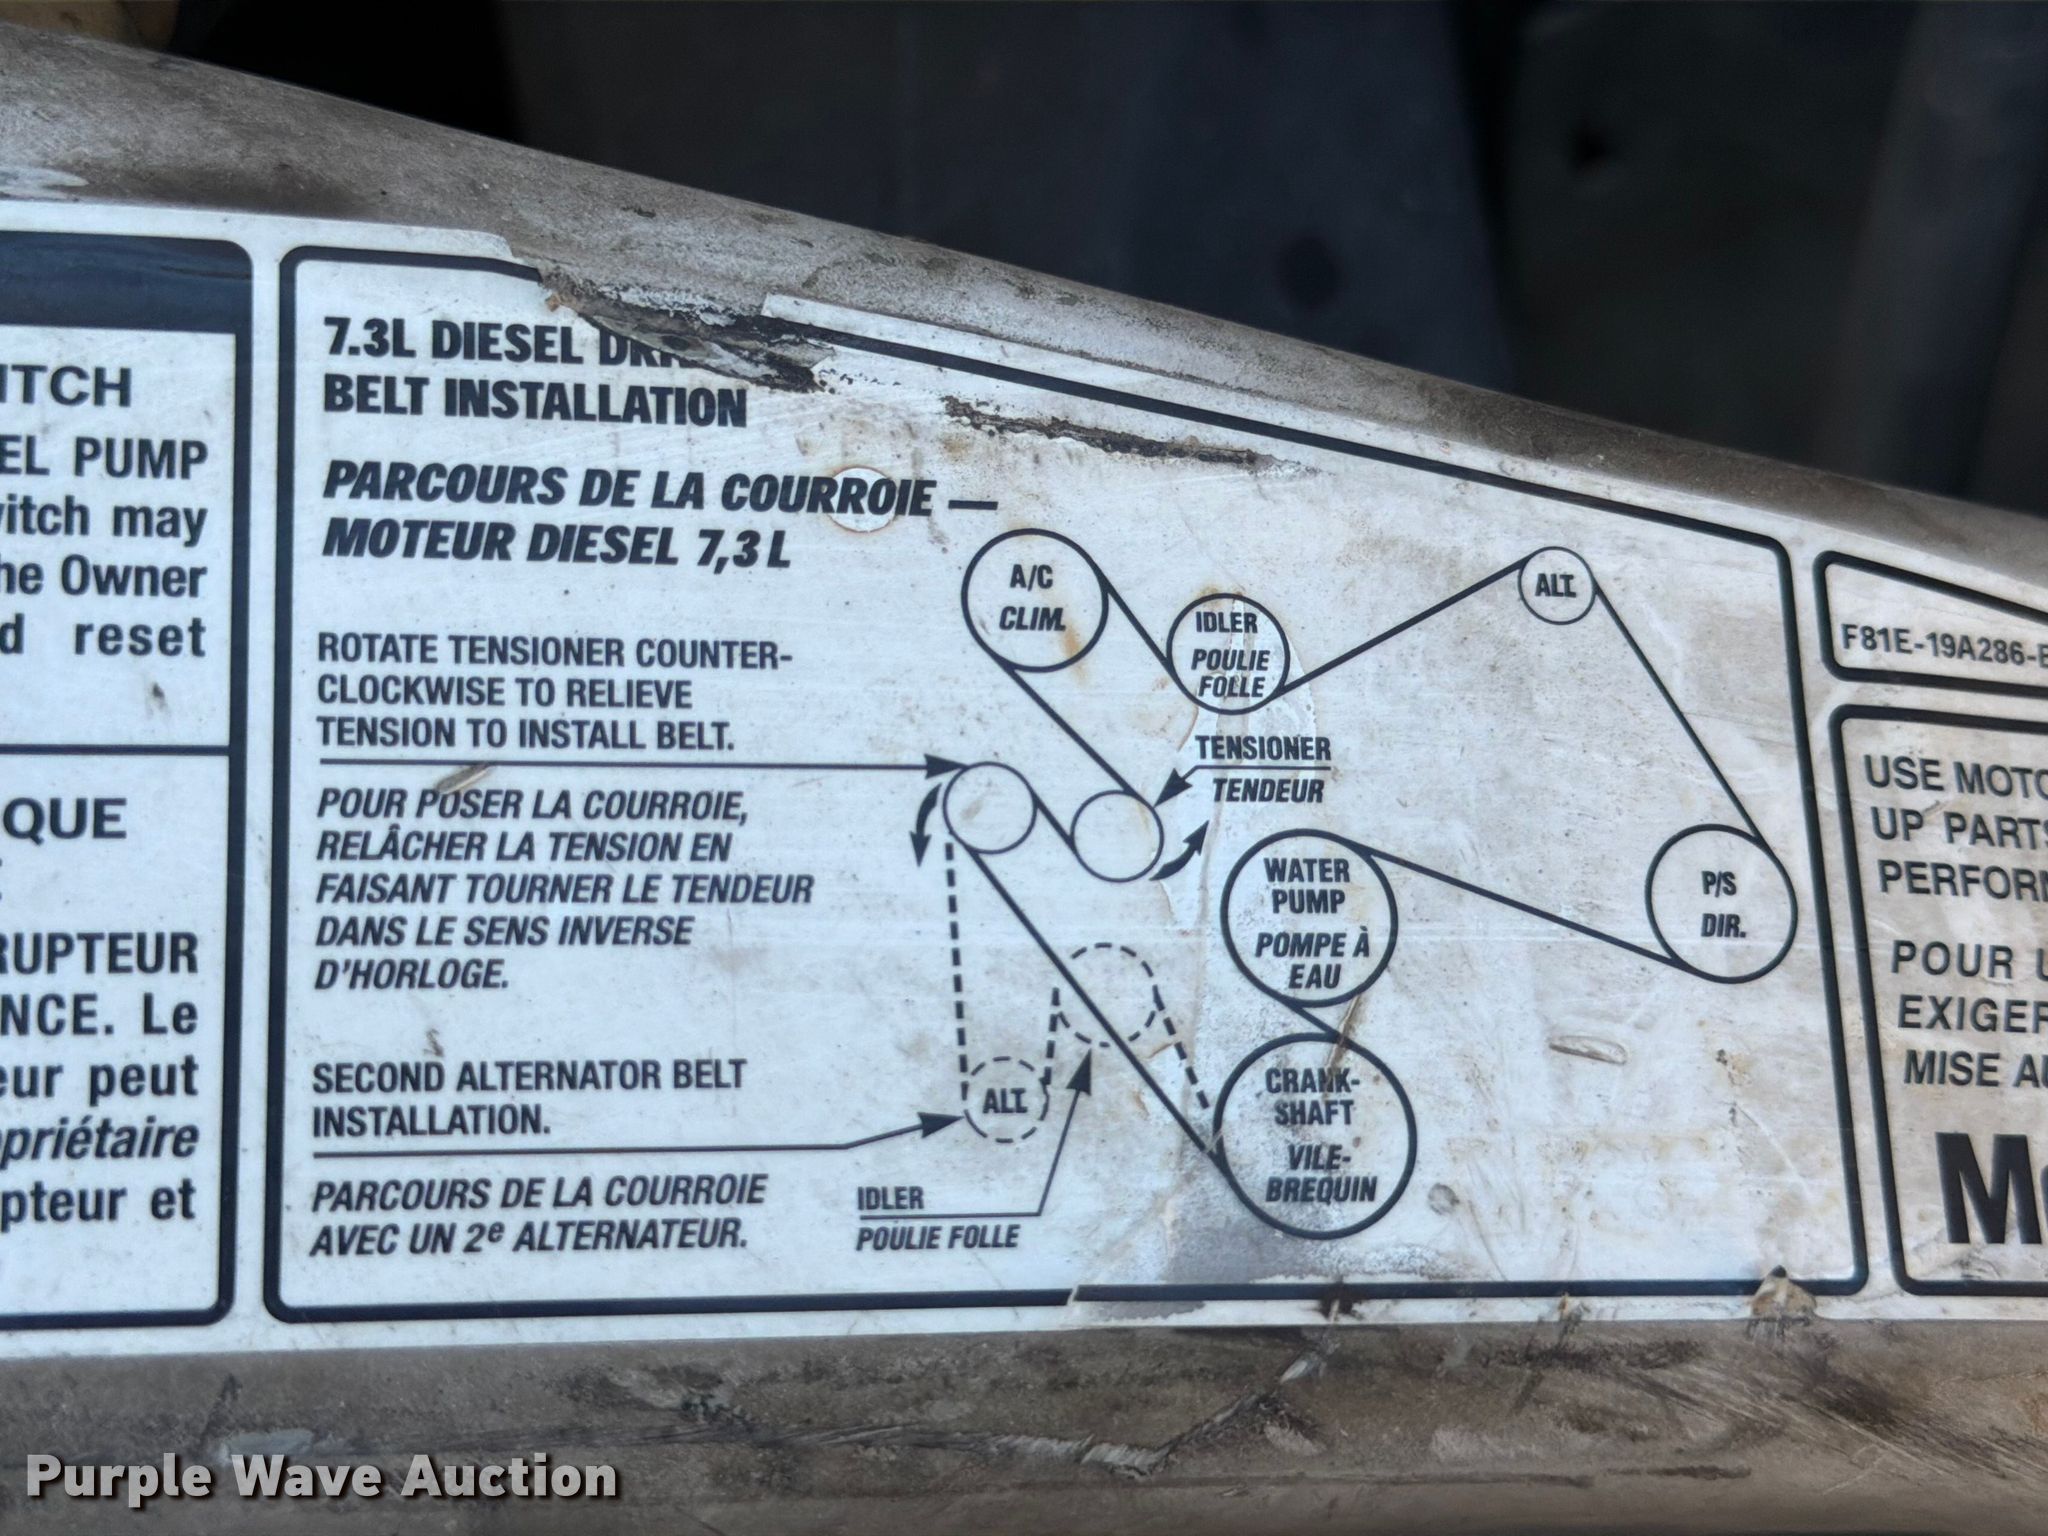 ITCH
EL PUMP
witch may
he Owner
d reset
QUE
RUPTEUR
NCE. Le
eur peut
opriétaire
upteur et
7.3L DIESEL
BELT INSTALLATION
PARCOURS DE LA COURROIE —
MOTEUR DIESEL 7,3 L
ROTATE TENSIONER COUNTER-
CLOCKWISE TO RELIEVE
TENSION TO INSTALL BELT.
POUR POSER LA COURROIE,
RELÂCHER LA TENSION EN
FAISANT TOURNER LE TENDEUR
DANS LE SENS INVERSE
D'HORLOGE.
SECOND ALTERNATOR BELT
INSTALLATION.
PARCOURS DE LA COURROIE
AVEC UN 2e ALTERNATEUR.
A/C
CLIM.
IDLER
POULIE
FOLLE
ALT.
TENSIONER
TENDEUR
WATER
PUMP
POMPE À
EAU
P/S
DIR.
CRANK-
SHAFT
VILE-
BREQUIN
ALT.
IDLER
POULIE FOLLE
F81E-19A286-
USE MOTO
UP PARTS
PERFORM
POUR U
EXIGER
MISE AU
Mo
Purple Wave Auction